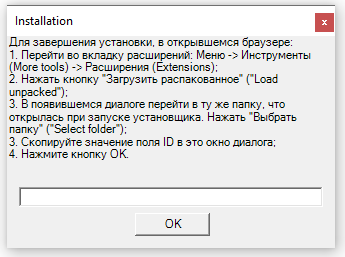 Installation
x
Для завершения установки, в открывшемся браузере:
1. Перейти во вкладку расширений: Меню -> Инструменты
(More tools) -> Расширения (Extensions);
2. Нажать кнопку "Загрузить распакованное" ("Load
unpacked");
3. В появившемся диалоге перейти в ту же папку, что
открылась при запуске установщика. Нажать "Выбрать
папку" ("Select folder");
3. Скопируйте значение поля ID в это окно диалога;
4. Нажмите кнопку OK.
OK